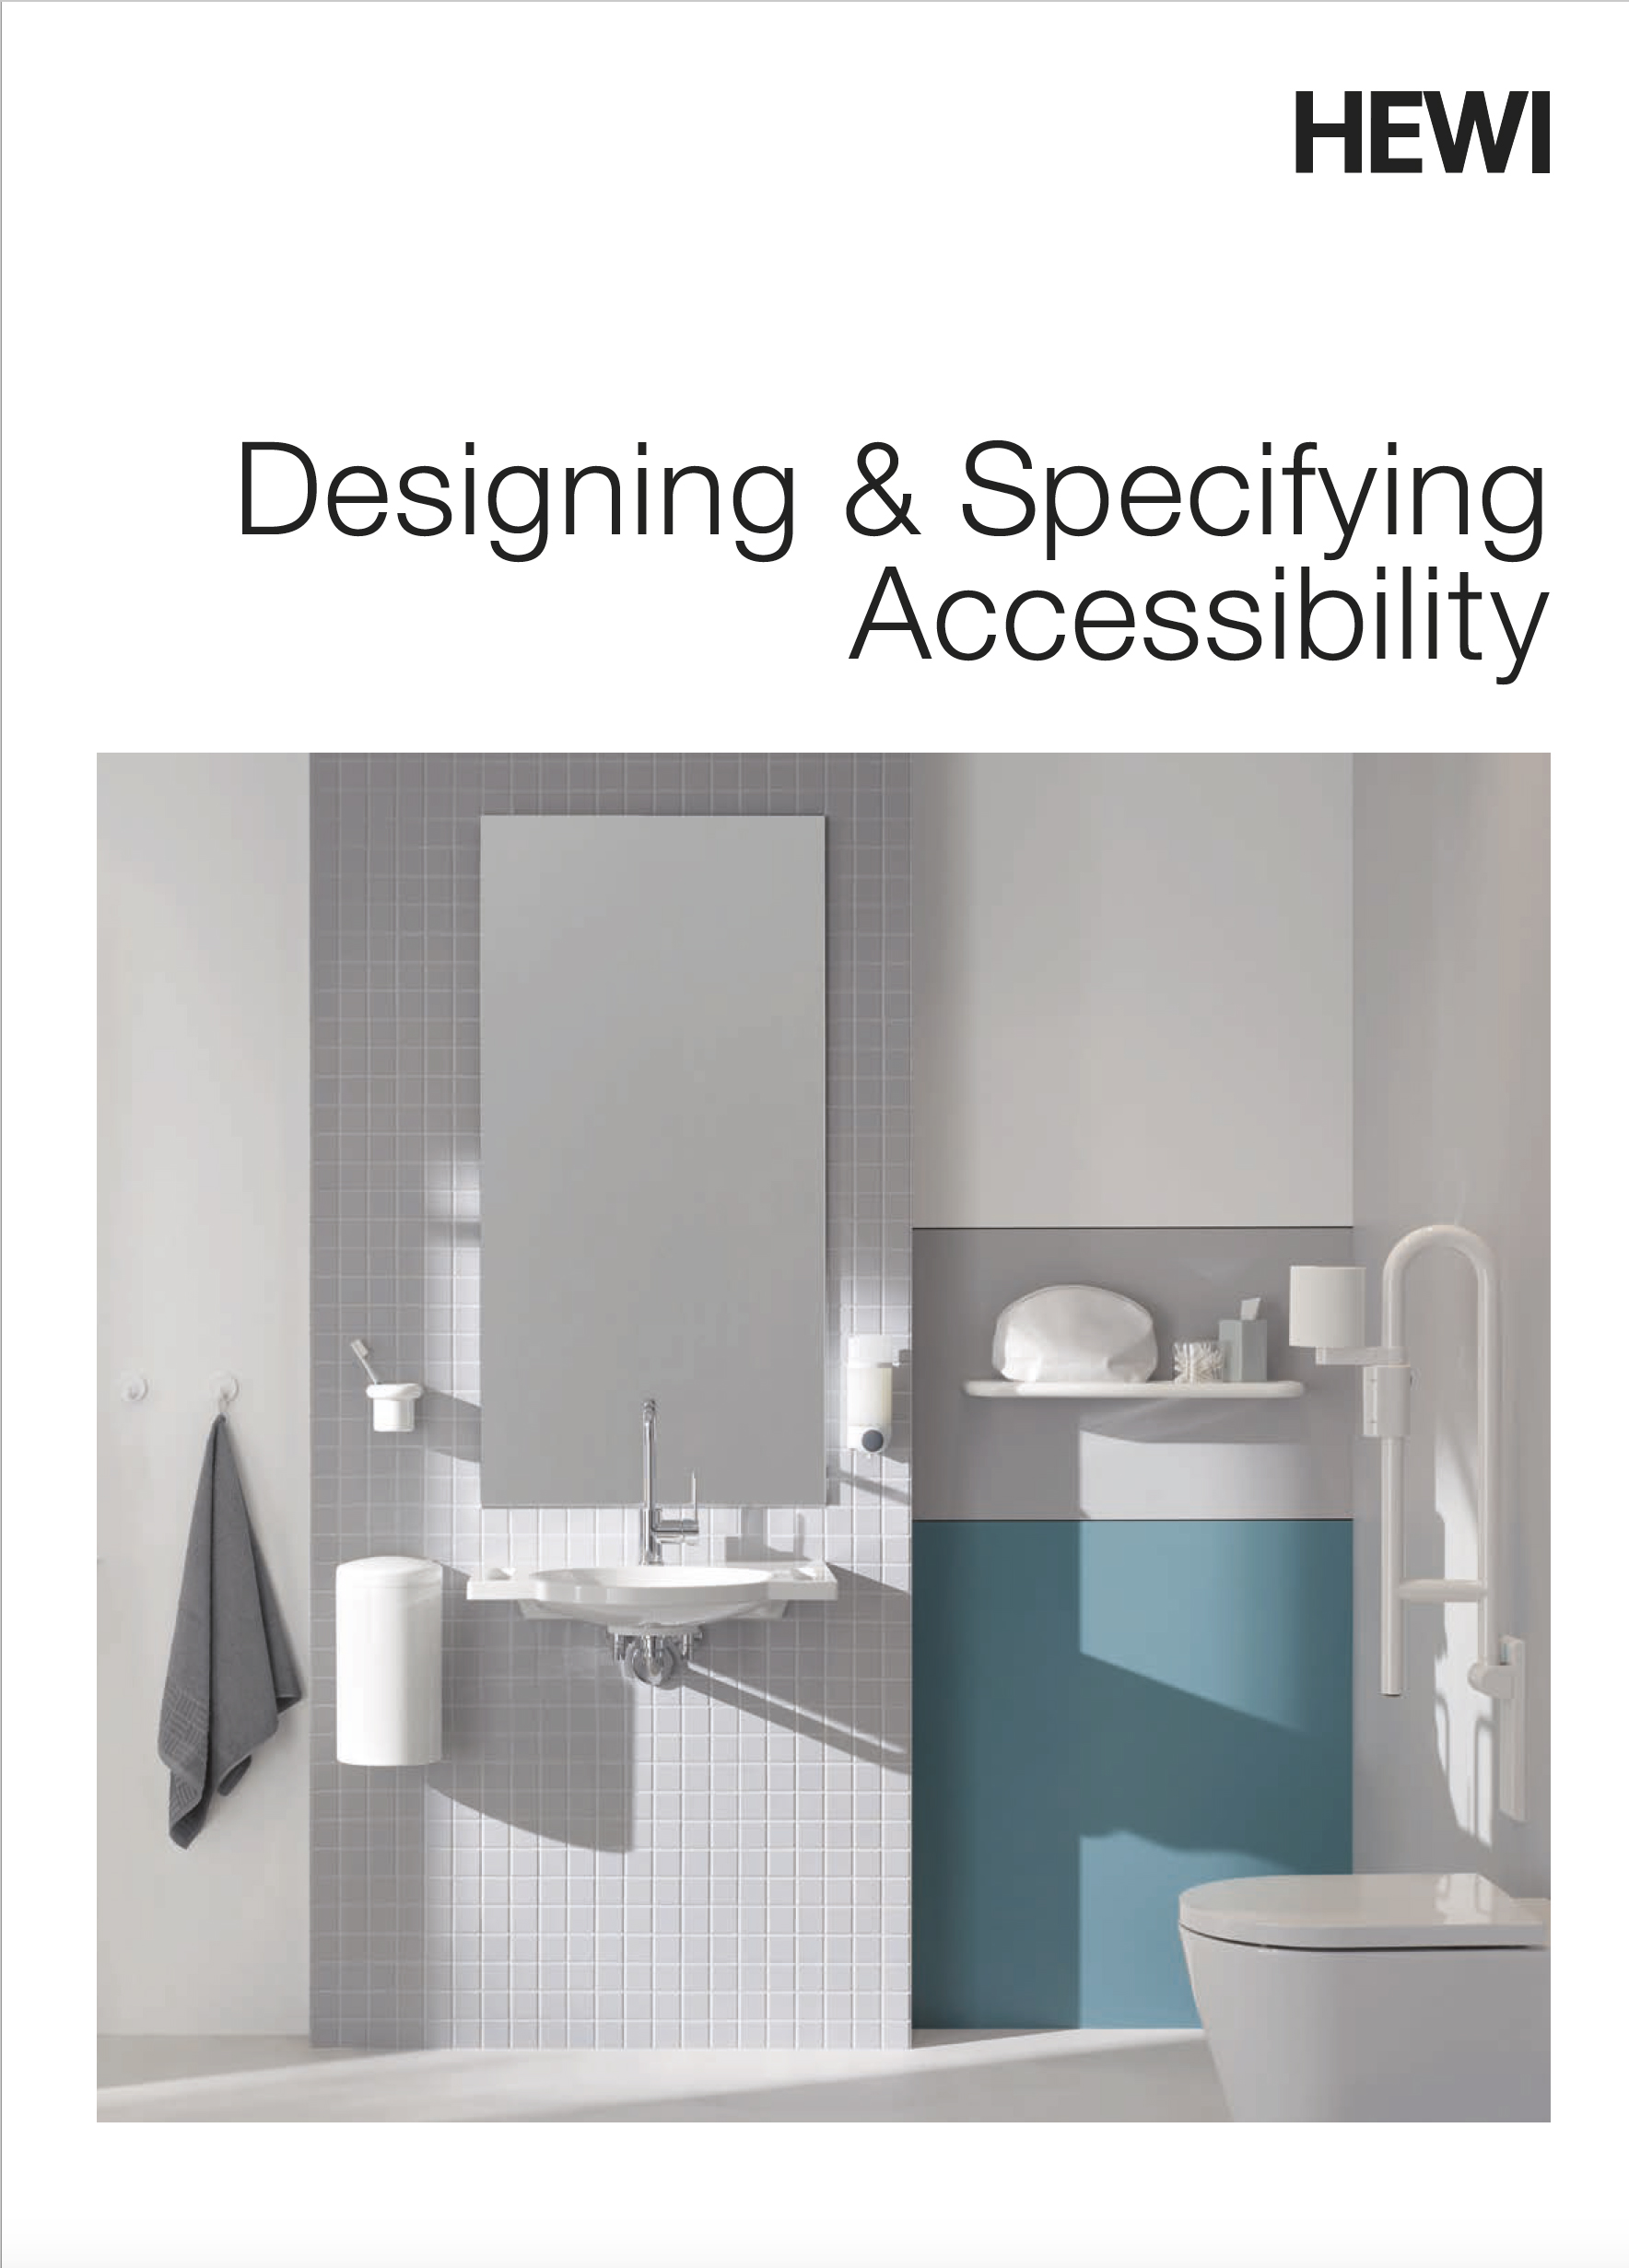 HEWI
Designing & Specifying
Accessibility